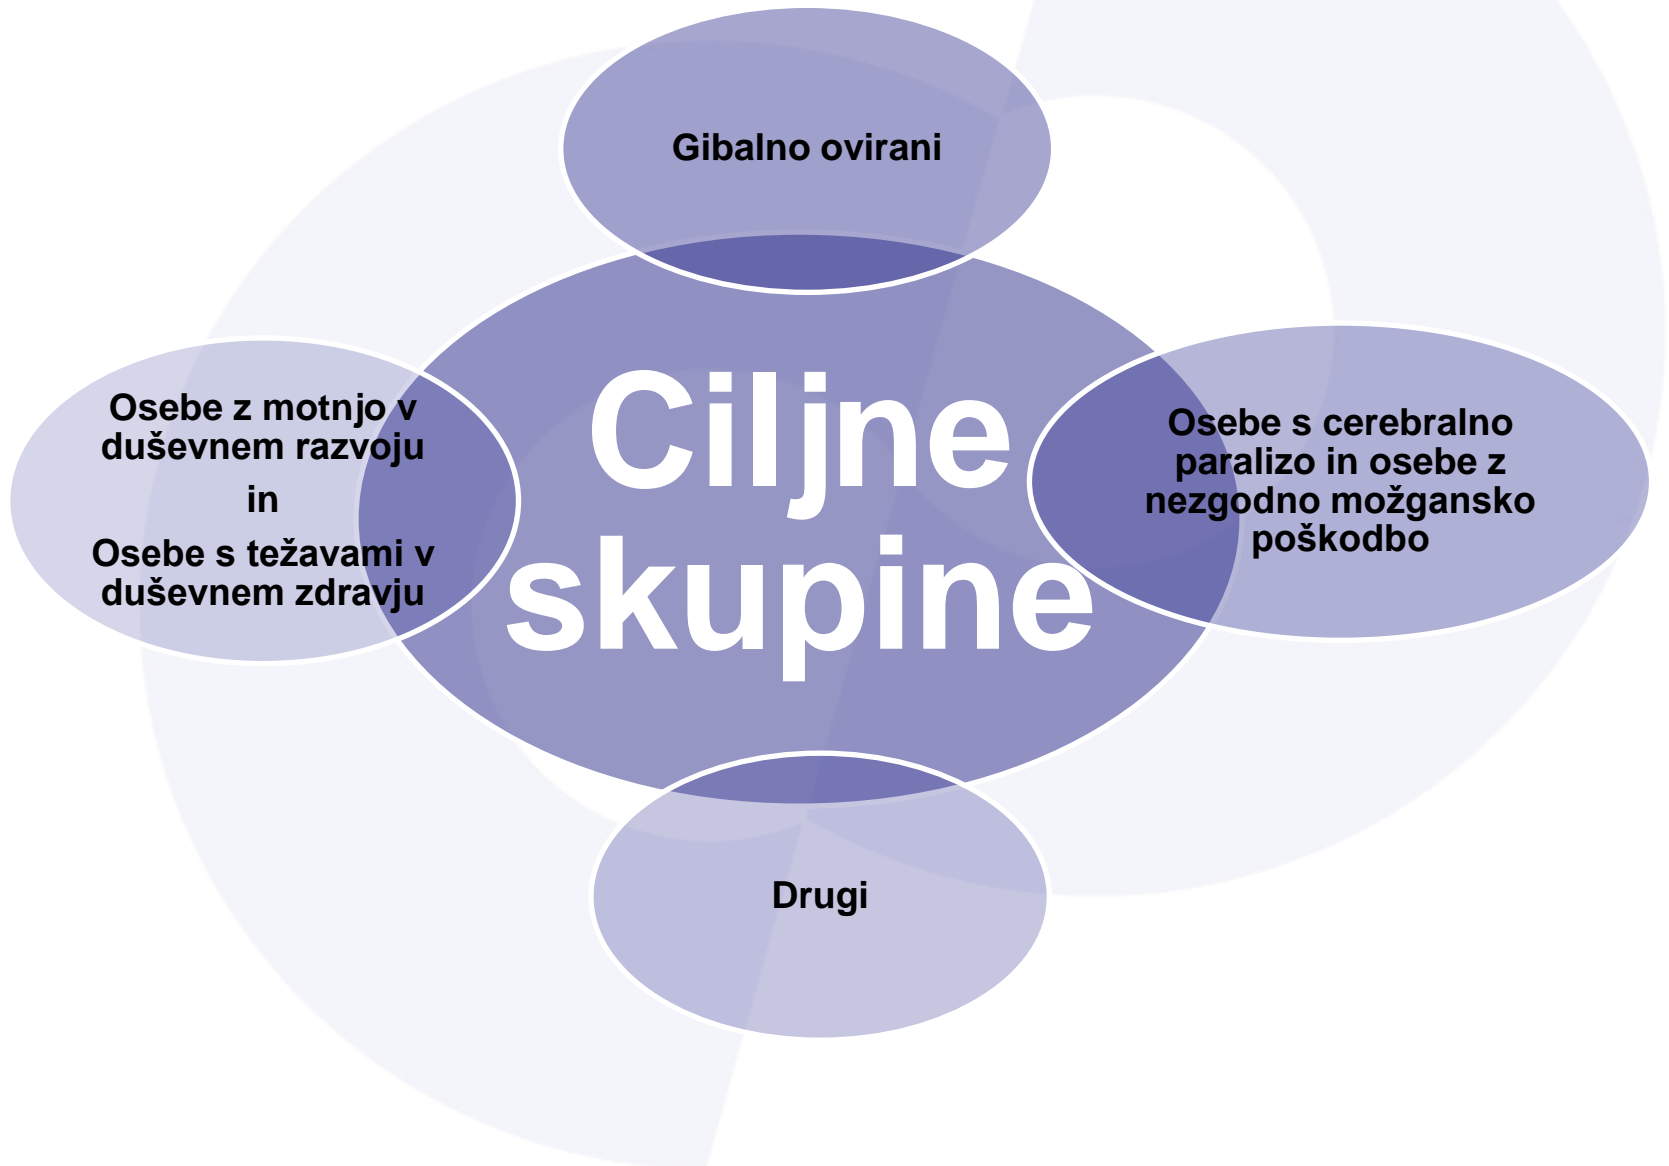 Gibalno ovirani
Ciljne
skupine
Osebe z motnjo v
duševnem razvoju
in
Osebe s težavami v
duševnem zdravju
Osebe s cerebralno
paralizo in osebe z
nezgodno možgansko
poškodbo
Drugi